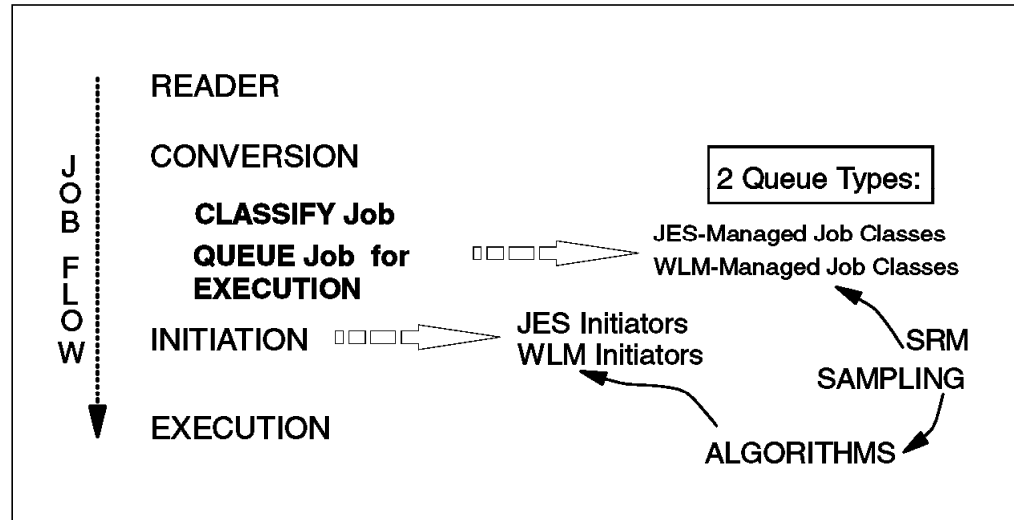 JOB FLOW
READER
CONVERSION
CLASSIFY Job
QUEUE Job for
EXECUTION
INITIATION
EXECUTION
2 Queue Types:
JES-Managed Job Classes
WLM-Managed Job Classes
JES Initiators
WLM Initiators
SRM
SAMPLING
ALGORITHMS